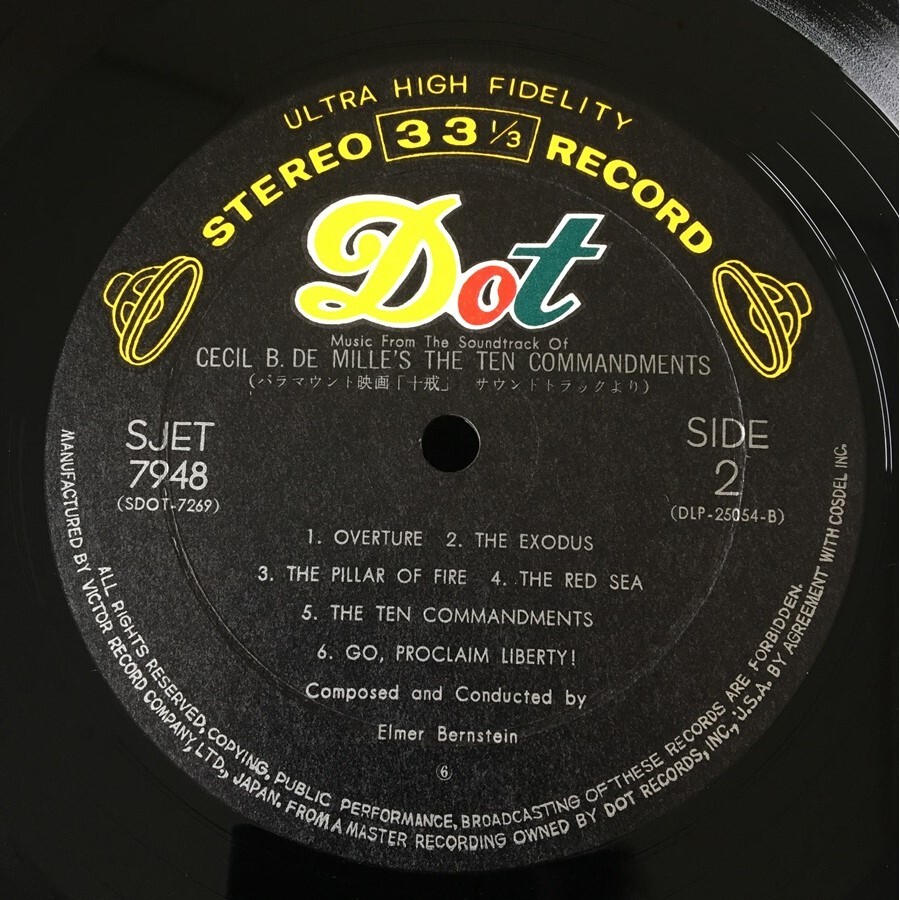 ULTRA HIGH FIDELITY
STEREO 33 1/3 RECORD
Dot
Music From The Soundtrack Of
CECIL B. DE MILLE'S THE TEN COMMANDMENTS
(パラマウント映画「十戒」 サウンドトラックより)
SJET
7948
(SDOT-7269)
SIDE
2
(DLP-25054-B)
1. OVERTURE 2. THE EXODUS
3. THE PILLAR OF FIRE 4. THE RED SEA
5. THE TEN COMMANDMENTS
6. GO, PROCLAIM LIBERTY!
Composed and Conducted by
Elmer Bernstein
⑥
ALL RIGHTS RESERVED, COPYING, PUBLIC PERFORMANCE, BROADCASTING OF THESE RECORDS ARE FORBIDDEN.
MANUFACTURED BY VICTOR RECORD COMPANY, LTD., JAPAN. FROM A MASTER RECORDING OWNED BY DOT RECORDS, INC., U.S.A. BY AGREEMENT WITH COSDEL INC.